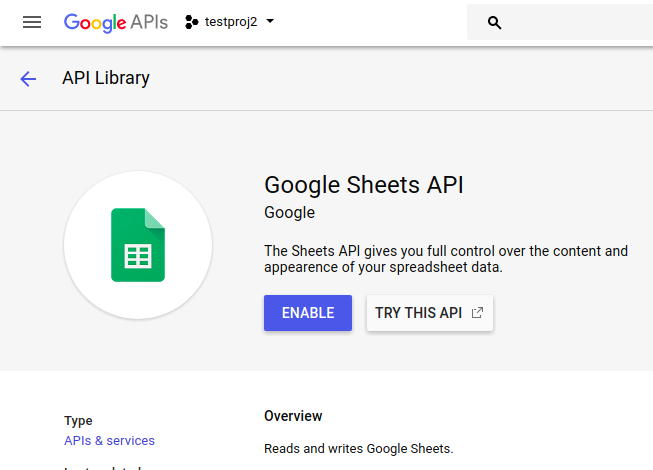 Google APIs
testproj2
API Library
Google Sheets API
Google
The Sheets API gives you full control over the content and
appearence of your spreadsheet data.
ENABLE
TRY THIS API
Type
APIs & services
Overview
Reads and writes Google Sheets.